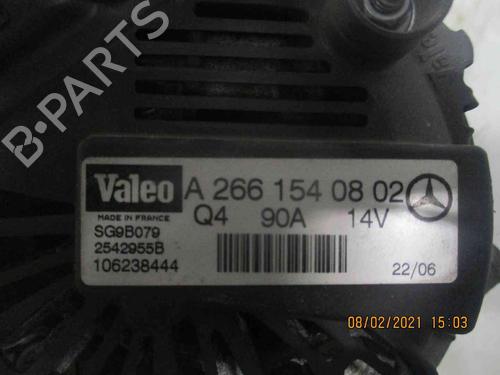 B-PARTS
Valeo A 266 154 08 02
MADE IN FRANCE Q4 90A 14V
SG9B079
2542955B
106238444
22/06
08/02/2021 15:03